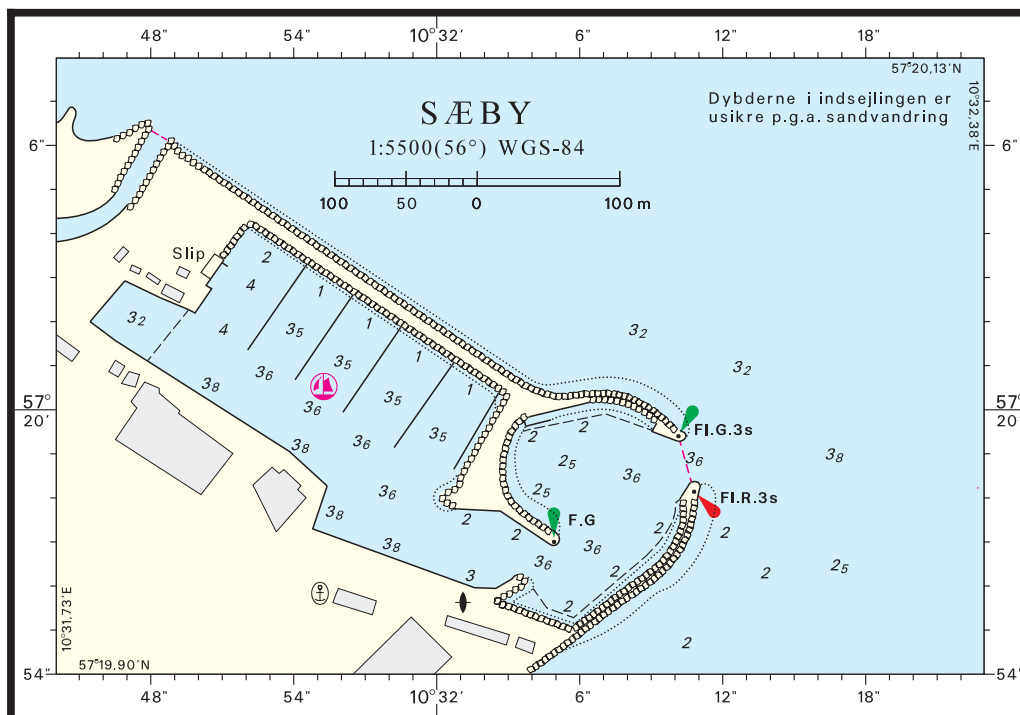 48" 54" 10°32' 6" 12" 18"
57°20,13'N
10°32,38'E
SÆBY
Dybderne i indsejlingen er
usikre p.g.a. sandvandring
6" 6"
1:5500(56°) WGS-84
100 50 0 100 m
Slip
2
4 1
3₂ 4 3₅ 1 3₂
3₅ 1 3₂
3₈ 3₆ 1
3₆ 3₅
57° 57°
20' 20'
2 2 Fl.G.3s
3₈ 3₆ 3₅ 2₅ 3₆ 3₆ 3₈
3₆ 2₅ Fl.R.3s
3₈ 2 F.G
2 2 2
3₈ 3₆ 3₆
3 2 2 2₅
2
2
10°31,73'E
57°19,90'N
54" 54"
48" 54" 10°32' 6" 12" 18"